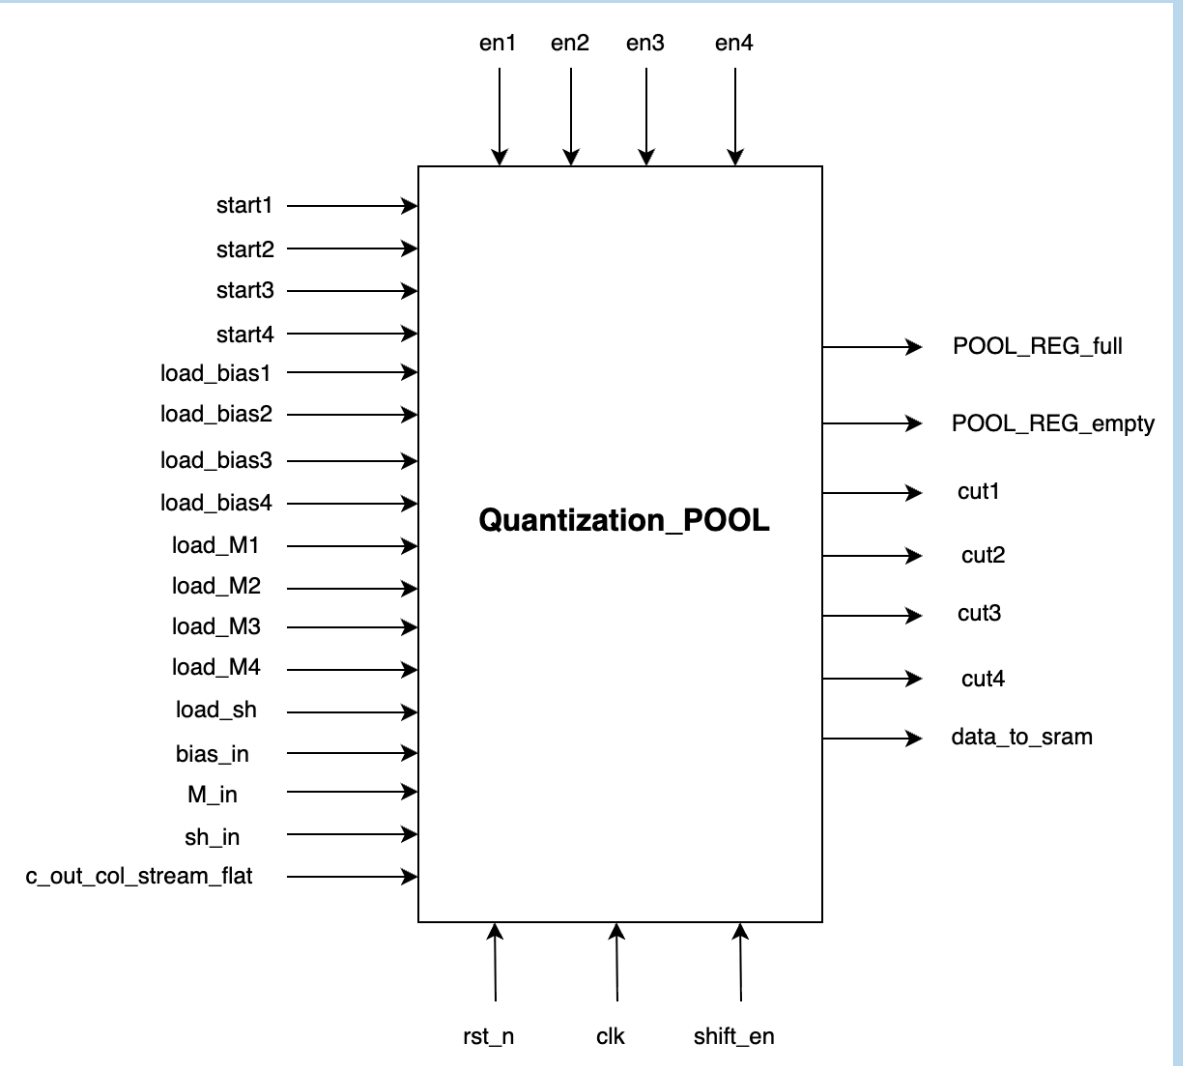 en1 en2 en3 en4
start1
start2
start3
start4
load_bias1
load_bias2
load_bias3
load_bias4
load_M1
load_M2
load_M3
load_M4
load_sh
bias_in
M_in
sh_in
c_out_col_stream_flat
Quantization_POOL
POOL_REG_full
POOL_REG_empty
cut1
cut2
cut3
cut4
data_to_sram
rst_n clk shift_en